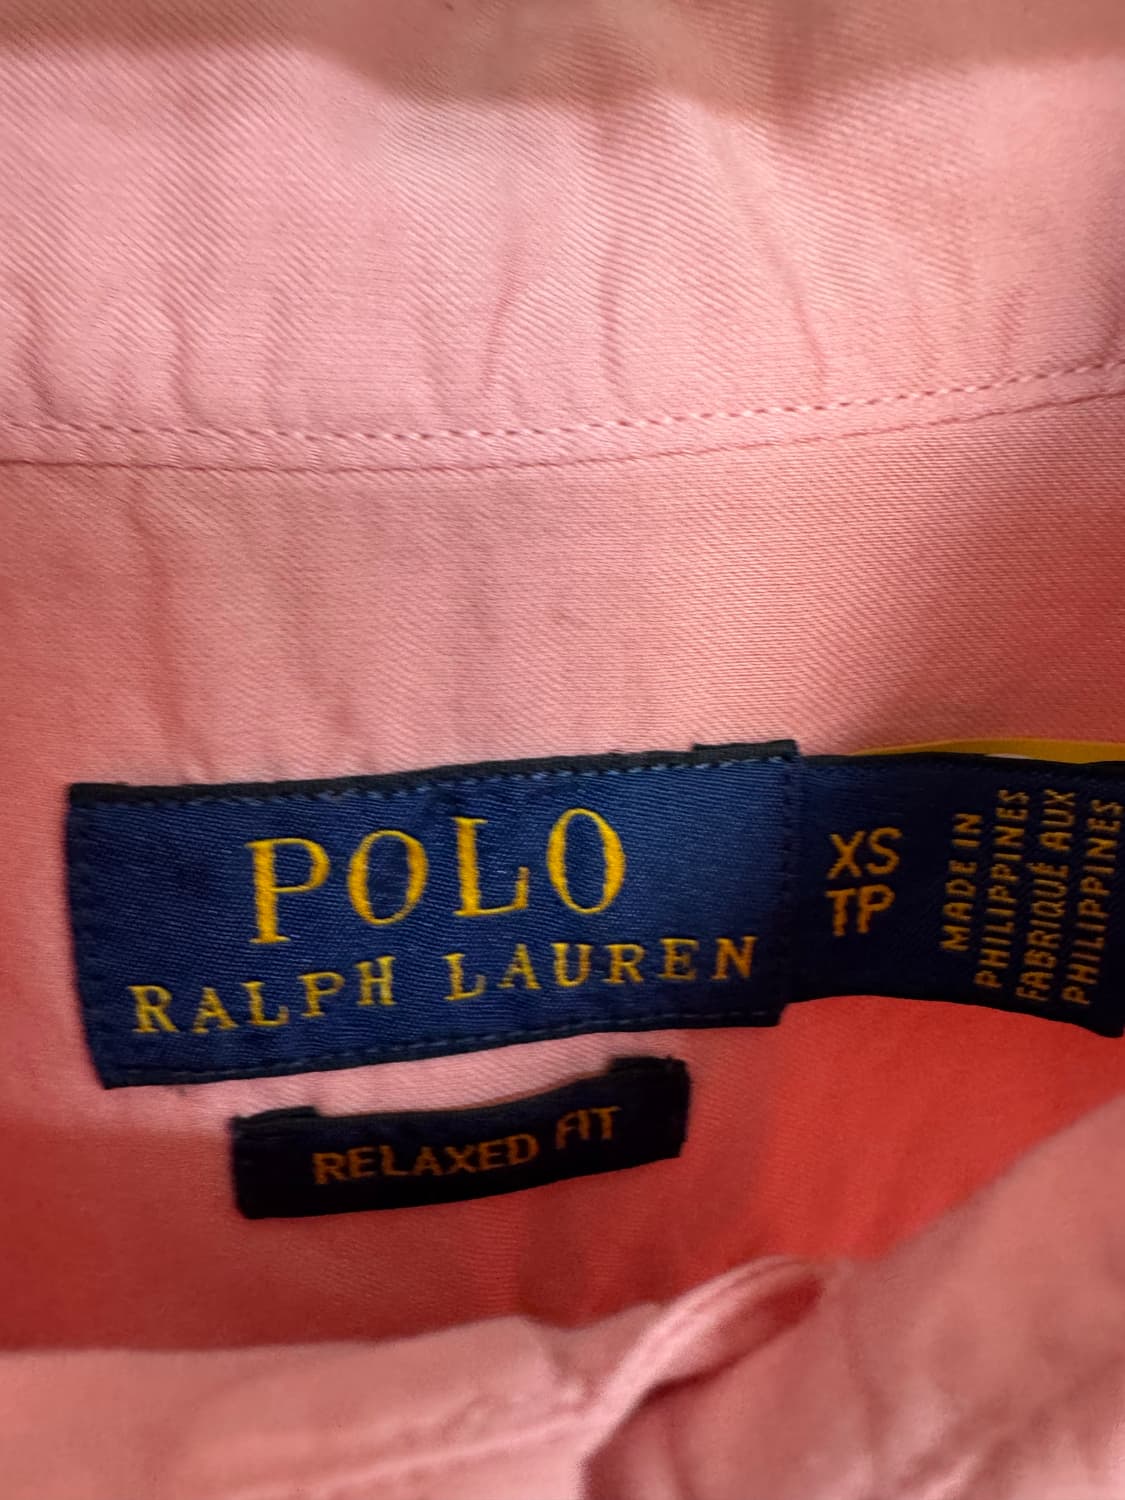 POLO
RALPH LAUREN
XS
TP
MADE IN
PHILIPPINES
FABRIQUÉ AUX
PHILIPPINES
RELAXED FIT